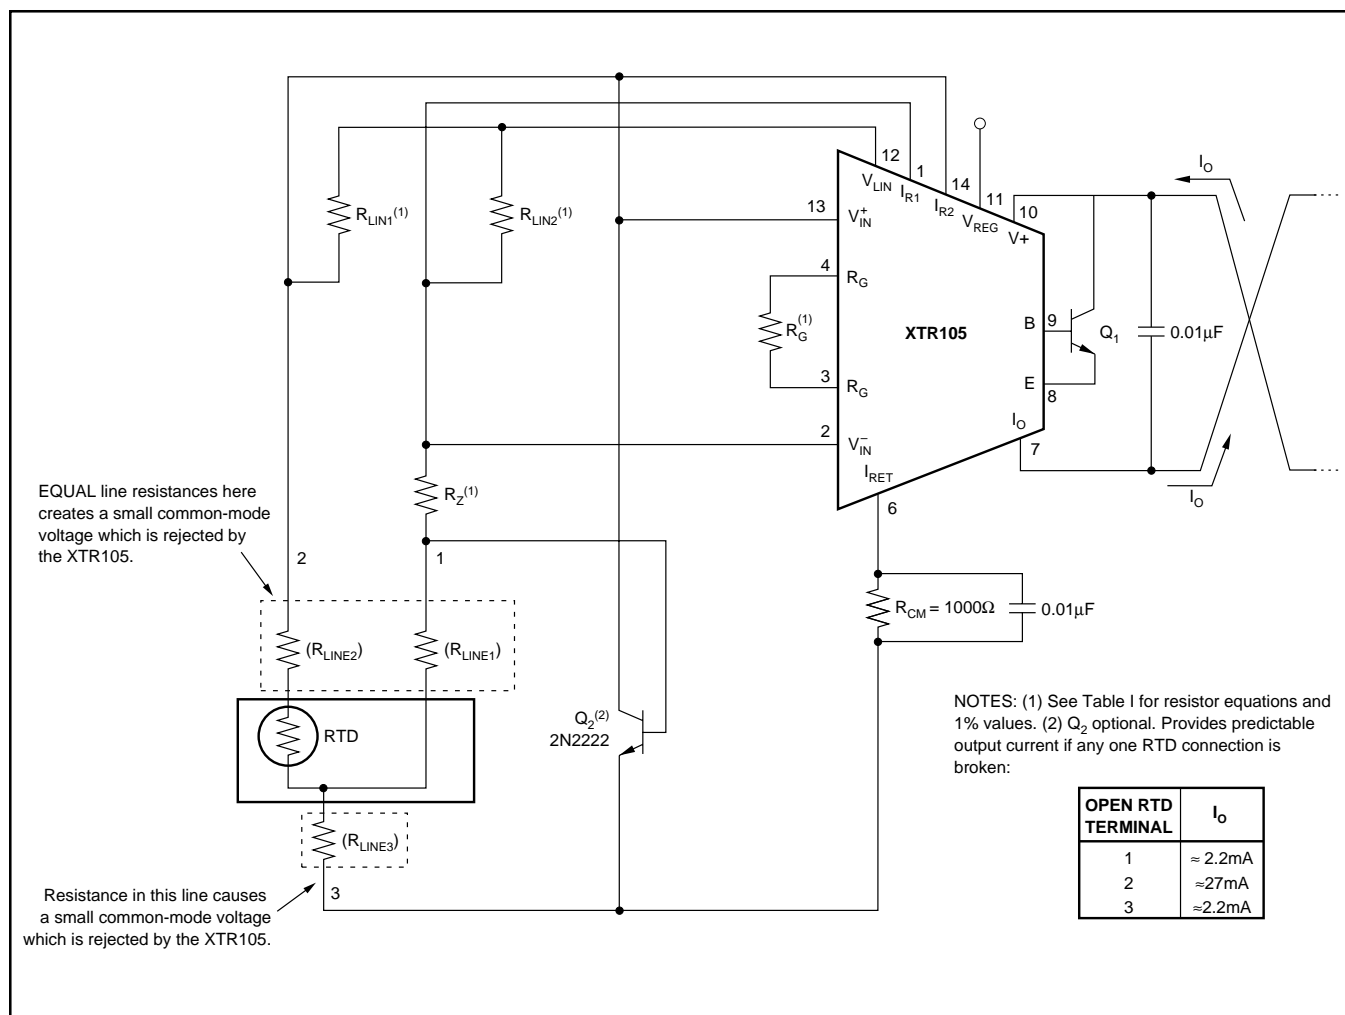 12
1
14
11
10
V_LIN
I_R1
I_R2
V_REG
V+
I_O
R_LIN1^(1)
R_LIN2^(1)
13
V_IN^+
4
R_G
R_G^(1)
3
R_G
2
V_IN^−
XTR105
B
9
Q_1
0.01µF
E
8
I_O
7
I_O
I_RET
6
EQUAL line resistances here
creates a small common-mode
voltage which is rejected by
the XTR105.
R_Z^(1)
2
1
(R_LINE2)
(R_LINE1)
R_CM = 1000Ω
0.01µF
RTD
Q_2^(2)
2N2222
(R_LINE3)
3
Resistance in this line causes
a small common-mode voltage
which is rejected by the XTR105.
NOTES: (1) See Table I for resistor equations and
1% values. (2) Q_2 optional. Provides predictable
output current if any one RTD connection is
broken:
OPEN RTD
TERMINAL
I_O
1 ≈ 2.2mA
2 ≈27mA
3 ≈2.2mA